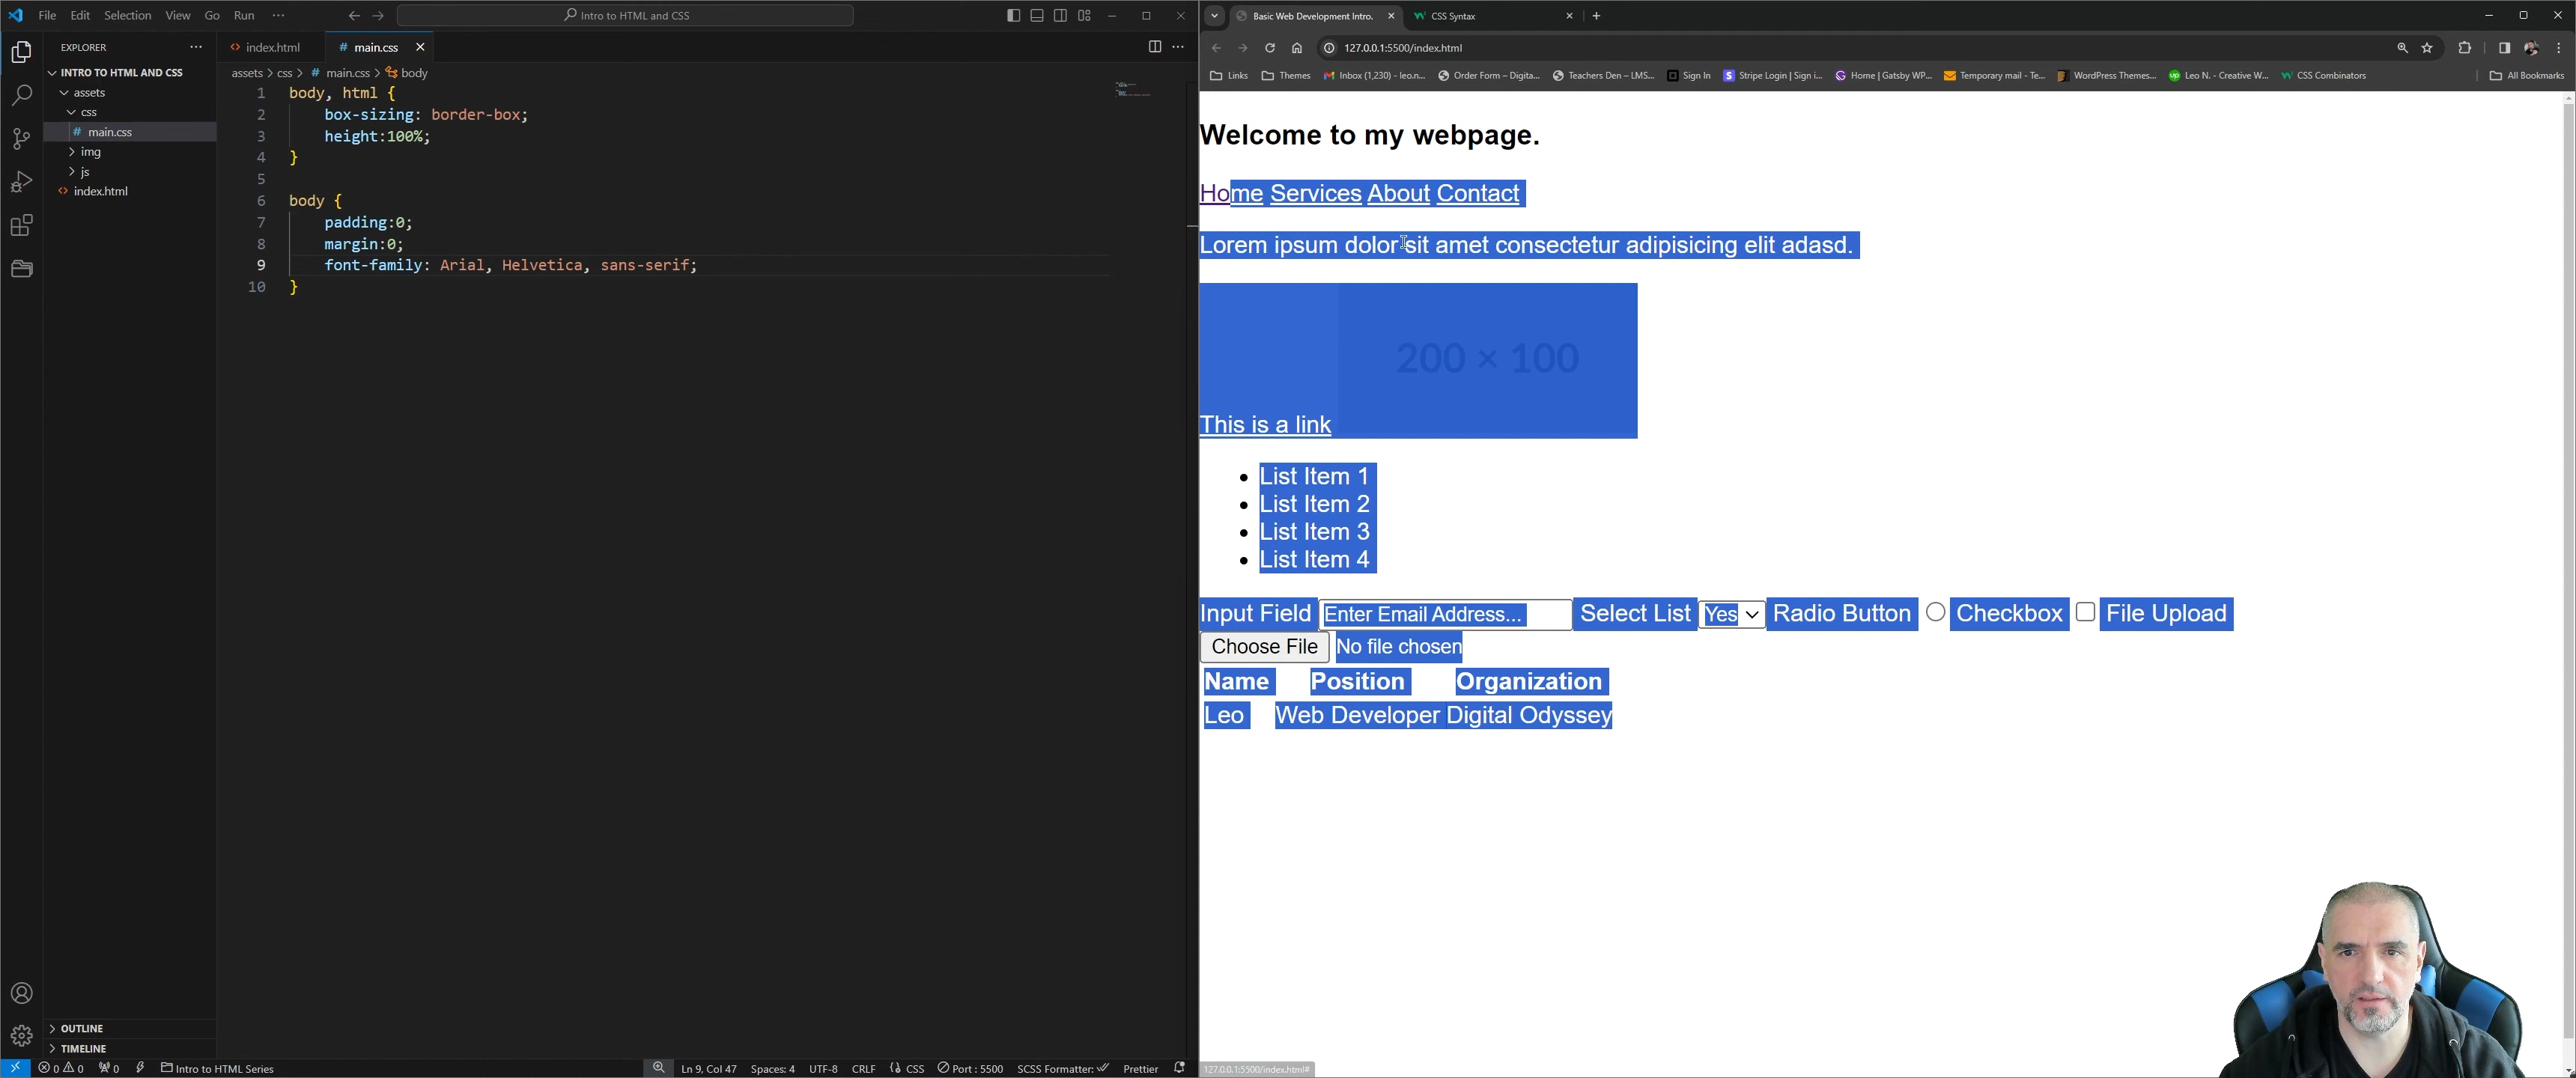 File Edit Selection View Go Run ··· Intro to HTML and CSS
EXPLORER
INTRO TO HTML AND CSS
assets
css
# main.css
img
js
index.html
OUTLINE
TIMELINE
index.html # main.css
assets > css > # main.css > body
1 body, html {
2 box-sizing: border-box;
3 height:100%;
4 }
5
6 body {
7 padding:0;
8 margin:0;
9 font-family: Arial, Helvetica, sans-serif;
10 }
0 0 0 Intro to HTML Series Ln 9, Col 47 Spaces: 4 UTF-8 CRLF CSS Port : 5500 SCSS Formatter: Prettier
Basic Web Development Intro. CSS Syntax
127.0.0.1:5500/index.html
Links Themes Inbox (1,230) - leo.n... Order Form – Digita... Teachers Den – LMS... Sign In Stripe Login | Sign i... Home | Gatsby WP... Temporary mail - Te... WordPress Themes... Leo N. - Creative W... CSS Combinators All Bookmarks
Welcome to my webpage.
Home Services About Contact
Lorem ipsum dolor sit amet consectetur adipisicing elit adasd.
200 × 100
This is a link
List Item 1
List Item 2
List Item 3
List Item 4
Input Field Enter Email Address... Select List Yes Radio Button Checkbox File Upload
Choose File No file chosen
Name Position Organization
Leo Web Developer Digital Odyssey
127.0.0.1:5500/index.html#